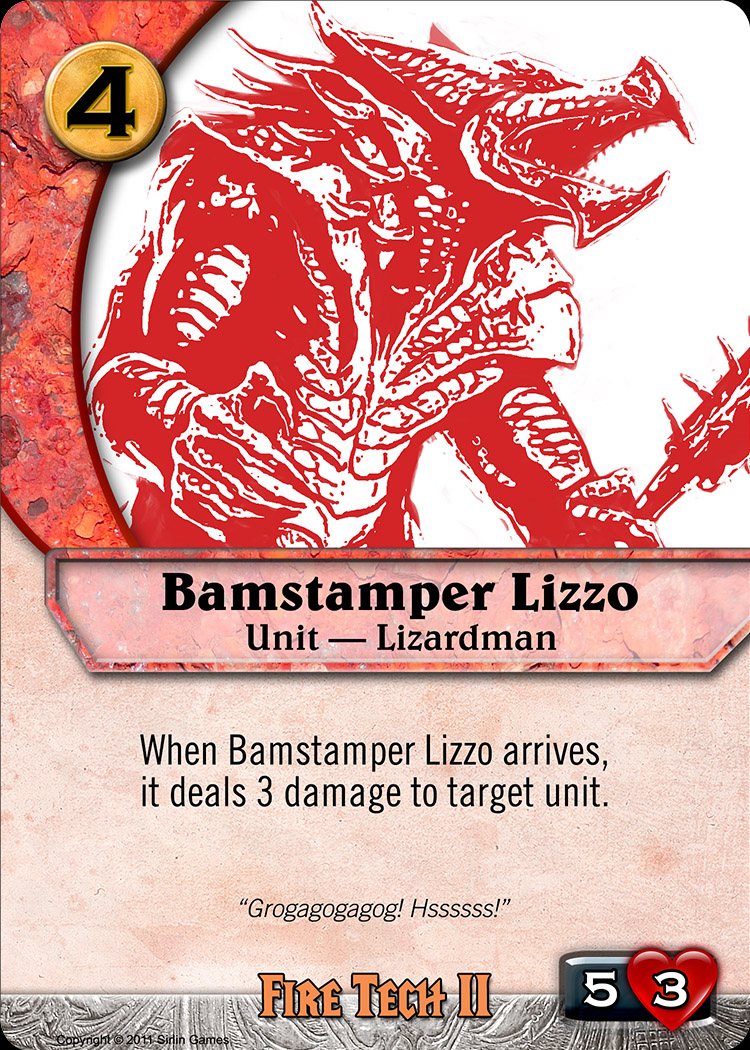 4
Bamstamper Lizzo
Unit — Lizardman
When Bamstamper Lizzo arrives,
it deals 3 damage to target unit.
“Grogagogagog! Hssssss!”
Fire Tech II
5 3
Copyright © 2011 Sirlin Games